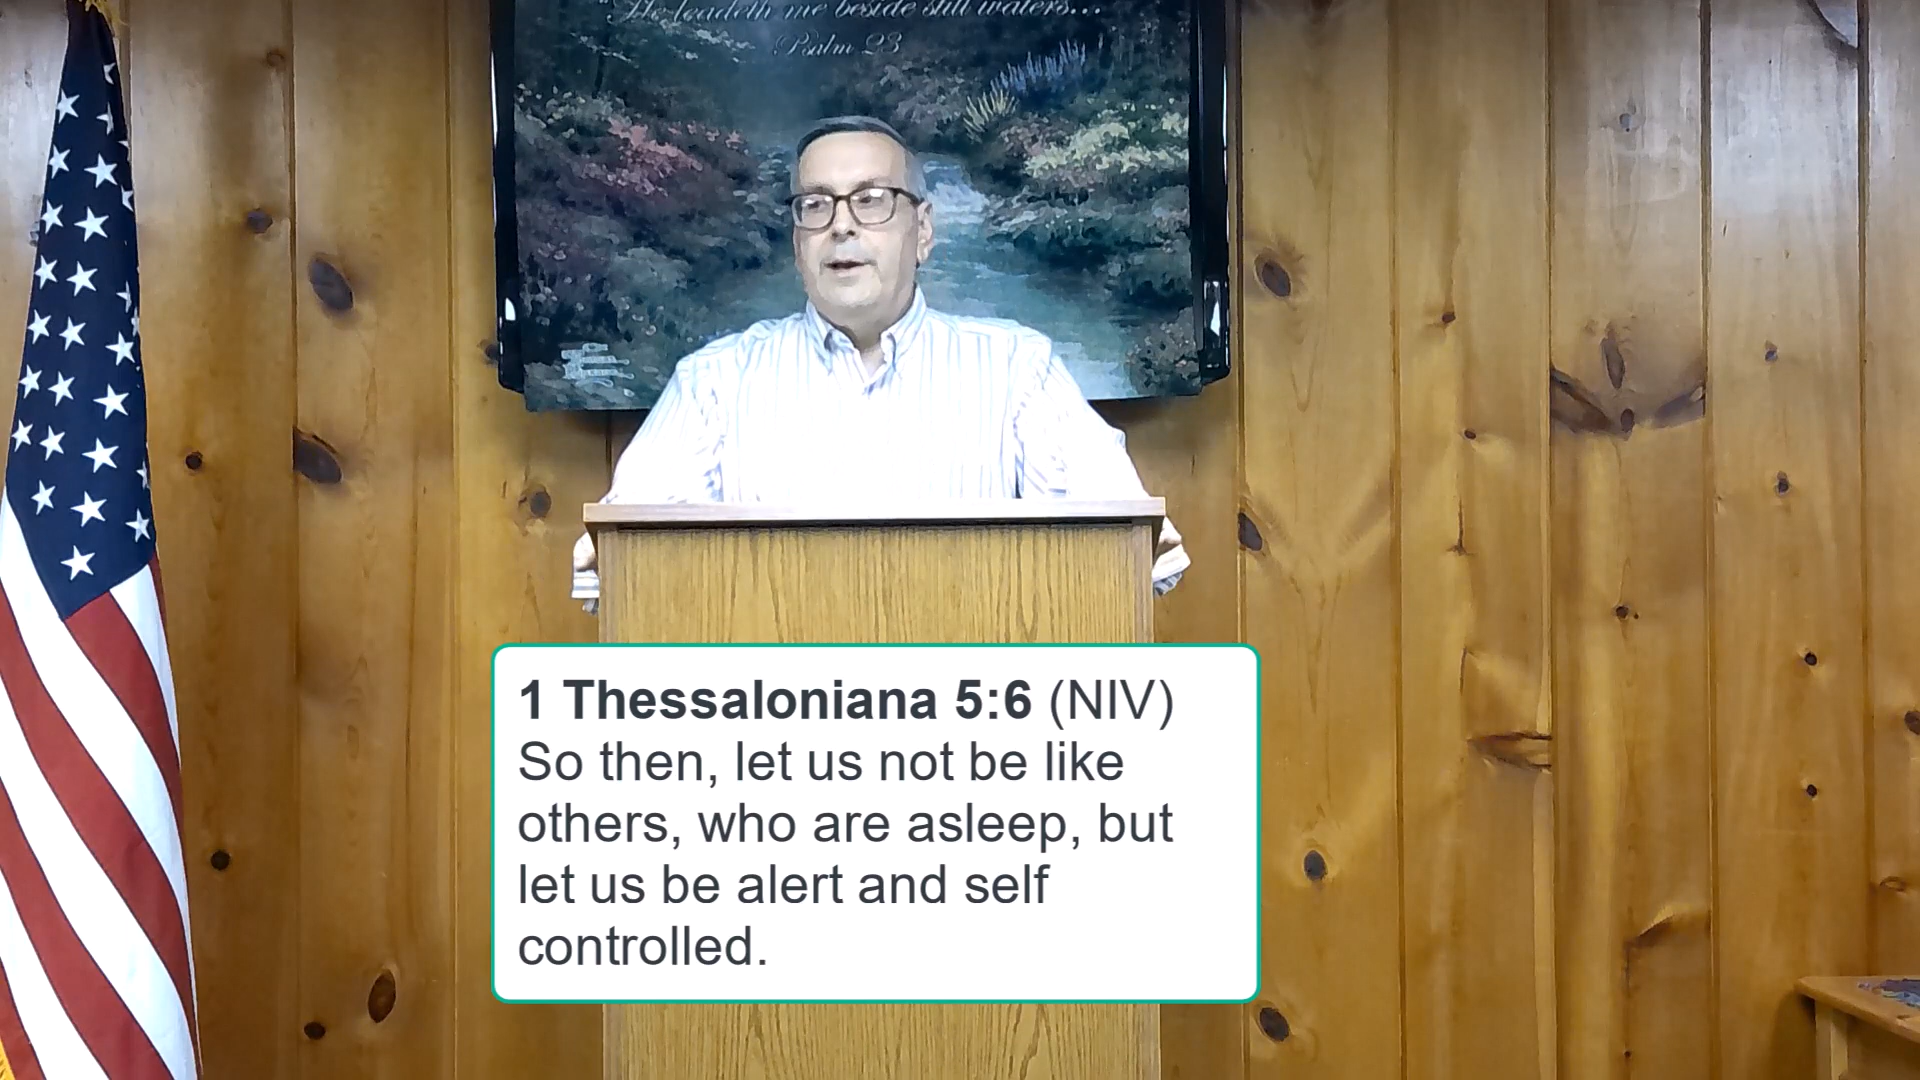 "He leadeth me beside still waters...
Psalm 23
1 Thessaloniana 5:6 (NIV)
So then, let us not be like
others, who are asleep, but
let us be alert and self
controlled.